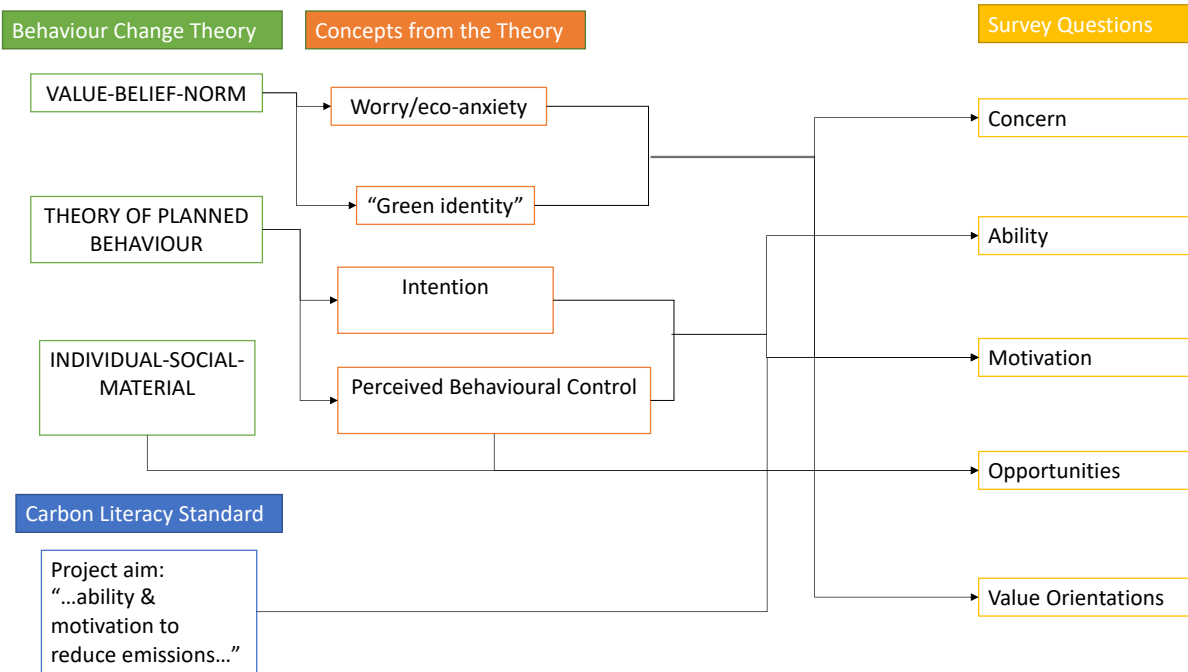 Behaviour Change Theory
Concepts from the Theory
Survey Questions
VALUE-BELIEF-NORM
Worry/eco-anxiety
Concern
“Green identity”
THEORY OF PLANNED
BEHAVIOUR
Ability
Intention
INDIVIDUAL-SOCIAL-
MATERIAL
Motivation
Perceived Behavioural Control
Opportunities
Carbon Literacy Standard
Project aim:
“…ability &
motivation to
reduce emissions…”
Value Orientations